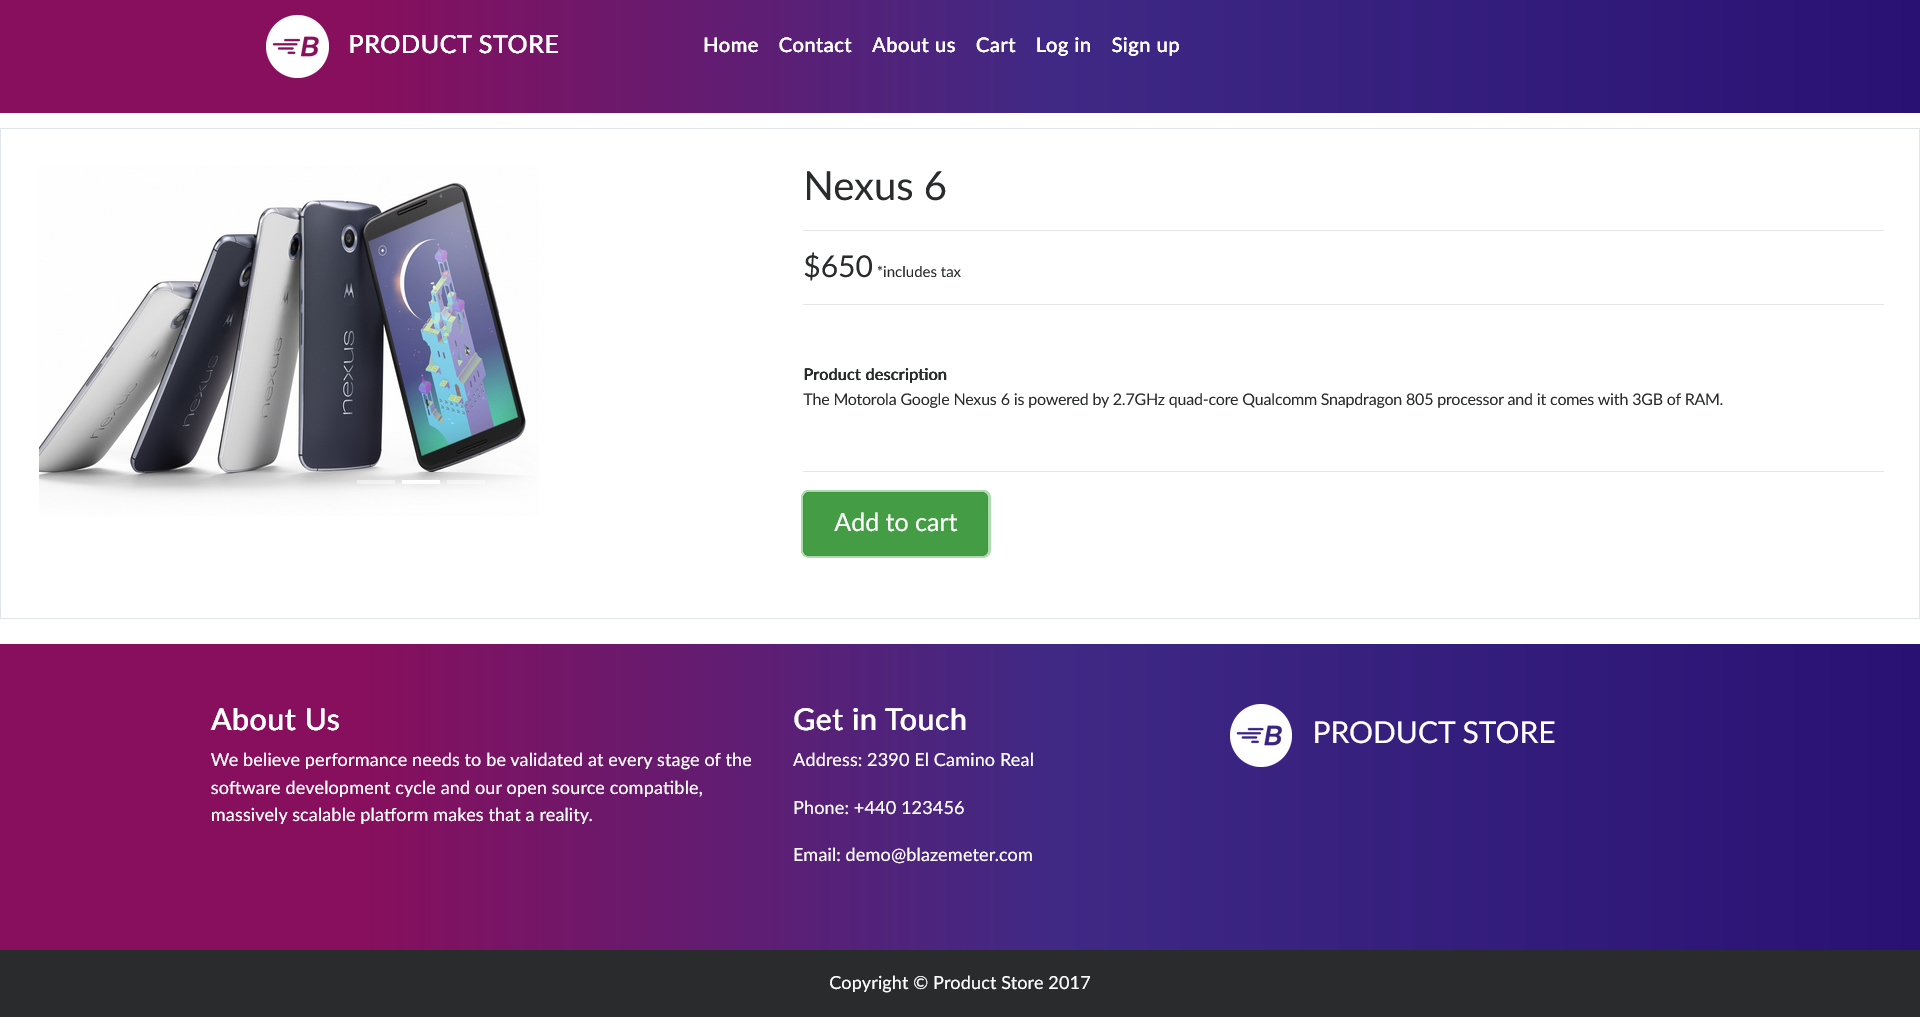 B PRODUCT STORE
Home Contact About us Cart Log in Sign up
Nexus 6
$650 *includes tax
nexus
nexus
nexus
nexus
Product description
The Motorola Google Nexus 6 is powered by 2.7GHz quad-core Qualcomm Snapdragon 805 processor and it comes with 3GB of RAM.
Add to cart
About Us
We believe performance needs to be validated at every stage of the
software development cycle and our open source compatible,
massively scalable platform makes that a reality.
Get in Touch
Address: 2390 El Camino Real
Phone: +440 123456
Email: demo@blazemeter.com
B PRODUCT STORE
Copyright © Product Store 2017